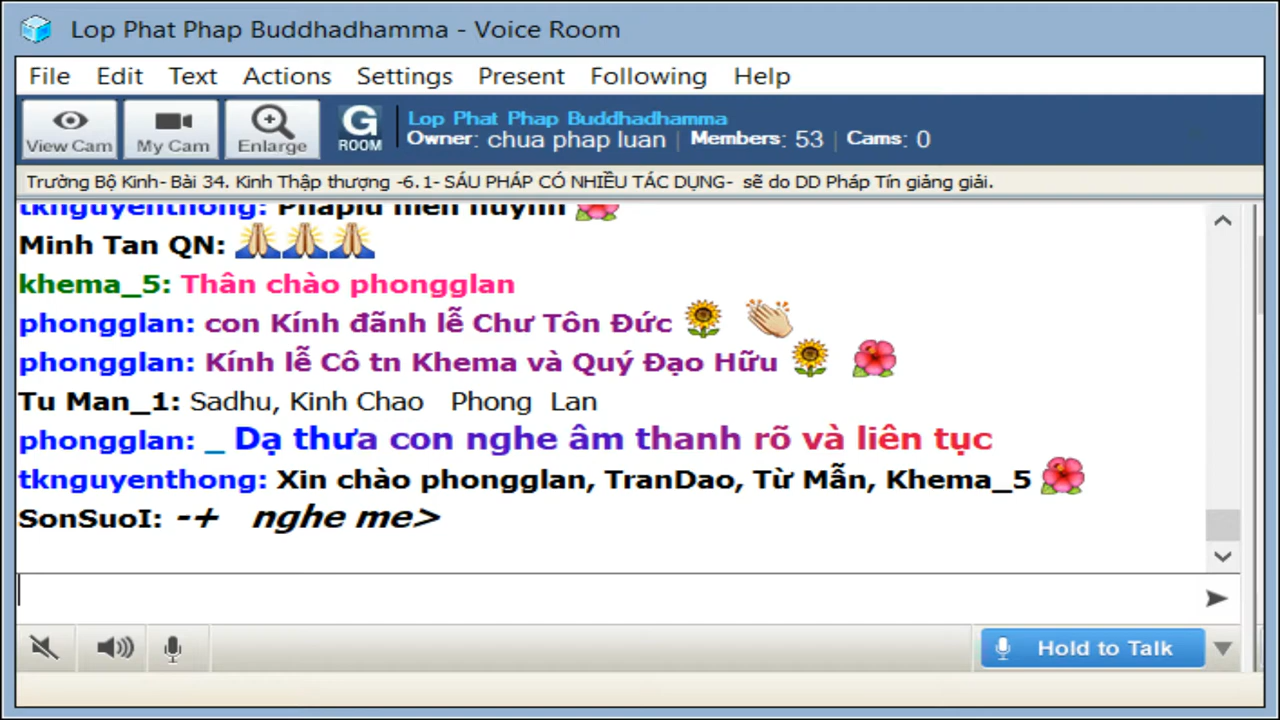 Lop Phat Phap Buddhadhamma - Voice Room
File Edit Text Actions Settings Present Following Help
View Cam My Cam Enlarge G ROOM
Lop Phat Phap Buddhadhamma
Owner: chua phap luan | Members: 53 | Cams: 0
Trường Bộ Kinh- Bài 34. Kinh Thập thượng -6.1- SÁU PHÁP CÓ NHIỀU TÁC DỤNG- sẽ do DD Pháp Tín giảng giải.
tknguyenthong:
Minh Tan QN:
khema_5: Thân chào phongglan
phongglan: con Kính đãnh lễ Chư Tôn Đức
phongglan: Kính lễ Cô tn Khema và Quý Đạo Hữu
Tu Man_1: Sadhu, Kinh Chao Phong Lan
phongglan: _ Dạ thưa con nghe âm thanh rõ và liên tục
tknguyenthong: Xin chào phongglan, TranDao, Từ Mẫn, Khema_5
SonSuoI: -+ nghe me>
Hold to Talk